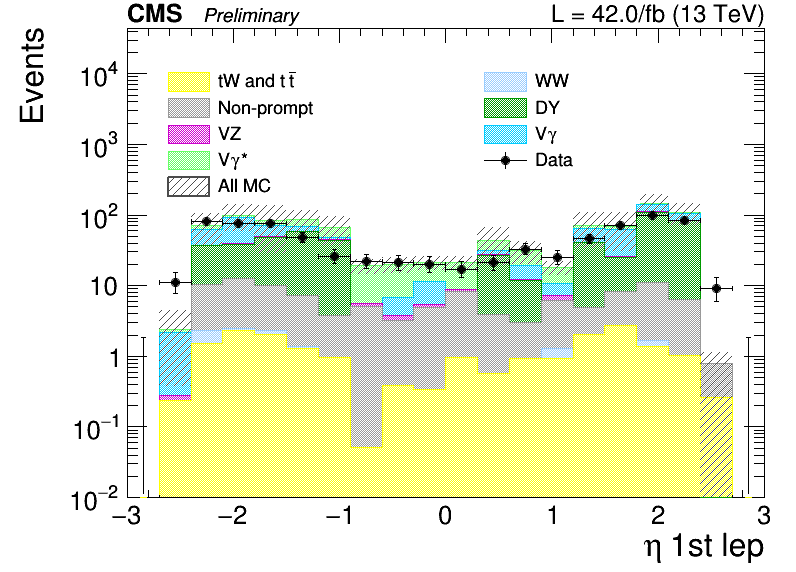 CMS Preliminary L = 42.0/fb (13 TeV)
Events
10⁴
10³
10²
10
1
10⁻¹
10⁻²
tW and t t̅
Non-prompt
VZ
Vγ*
All MC
WW
DY
Vγ
Data
−3 −2 −1 0 1 2 3
η 1st lep